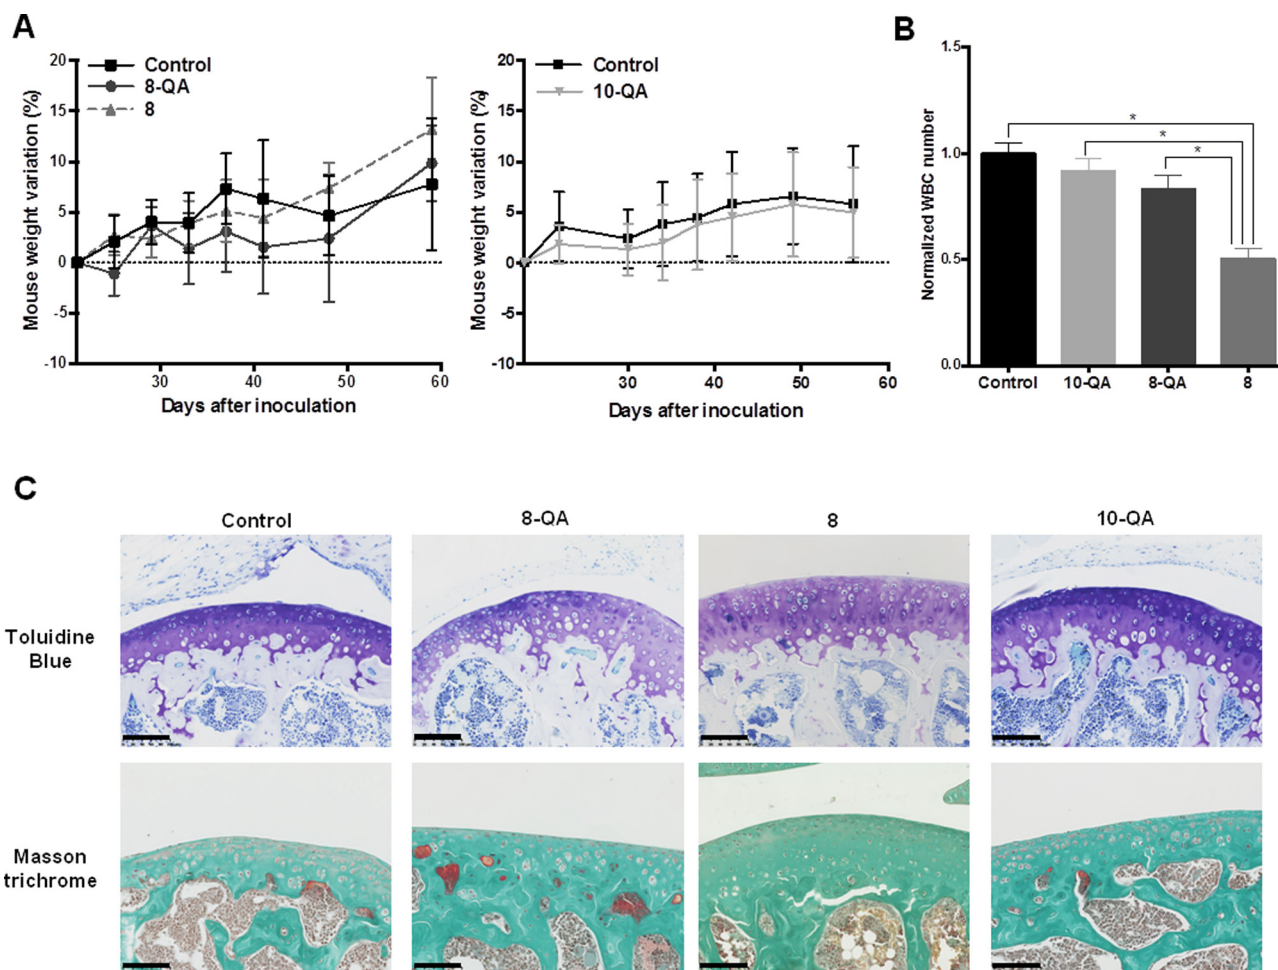 A
B
20
15
10
5
0
-5
-10
Mouse weight variation (%)
Control
8-QA
8
30
40
50
60
Days after inoculation
20
15
10
5
0
-5
-10
Mouse weight variation (%)
Control
10-QA
30
40
50
60
Days after inoculation
1.5
1.0
0.5
0.0
Normalized WBC number
*
*
*
Control
10-QA
8-QA
8
C
Control
8-QA
8
10-QA
Toluidine
Blue
Masson
trichrome